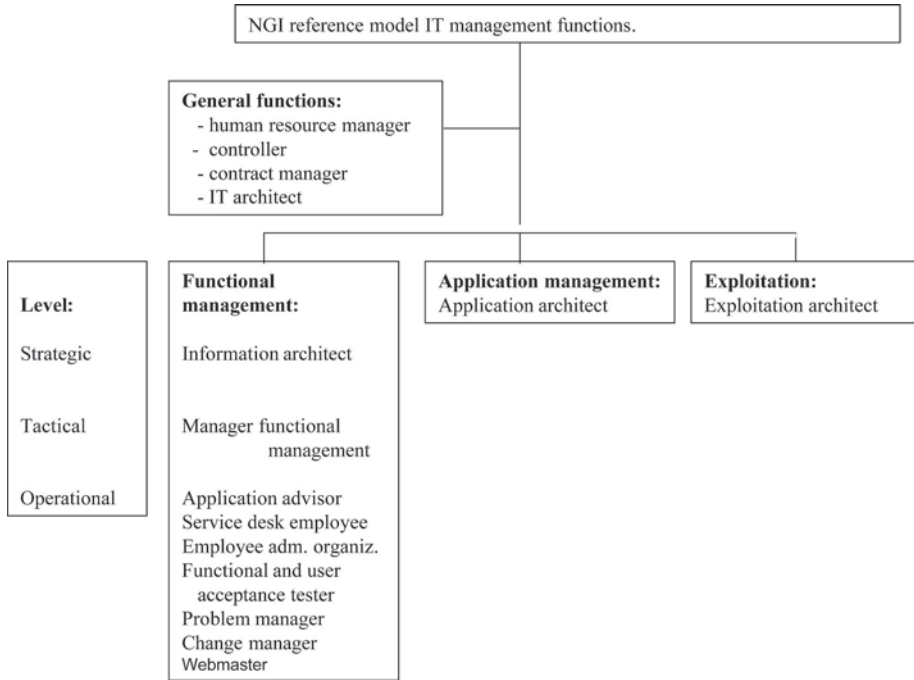 NGI reference model IT management functions.
General functions:
- human resource manager
- controller
- contract manager
- IT architect
Level:
Strategic
Tactical
Operational
Functional
management:
Information architect
Manager functional
management
Application advisor
Service desk employee
Employee adm. organiz.
Functional and user
acceptance tester
Problem manager
Change manager
Webmaster
Application management:
Application architect
Exploitation:
Exploitation architect